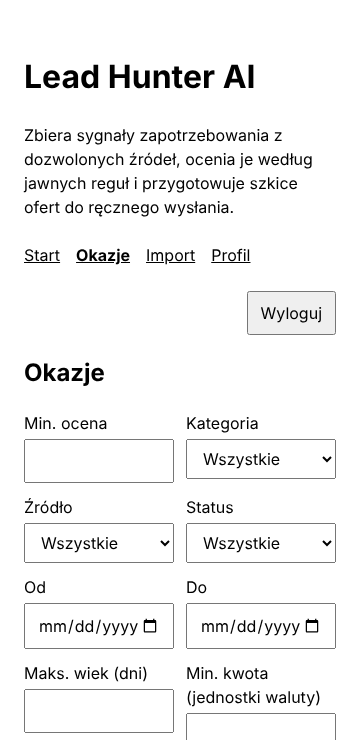 Lead Hunter AI
Zbiera sygnały zapotrzebowania z
dozwolonych źródeł, ocenia je według
jawnych reguł i przygotowuje szkice
ofert do ręcznego wysłania.
Start Okazje Import Profil
Wyloguj
Okazje
Min. ocena Kategoria
Wszystkie
Źródło Status
Wszystkie Wszystkie
Od Do
mm/dd/yyyy mm/dd/yyyy
Maks. wiek (dni) Min. kwota
(jednostki waluty)